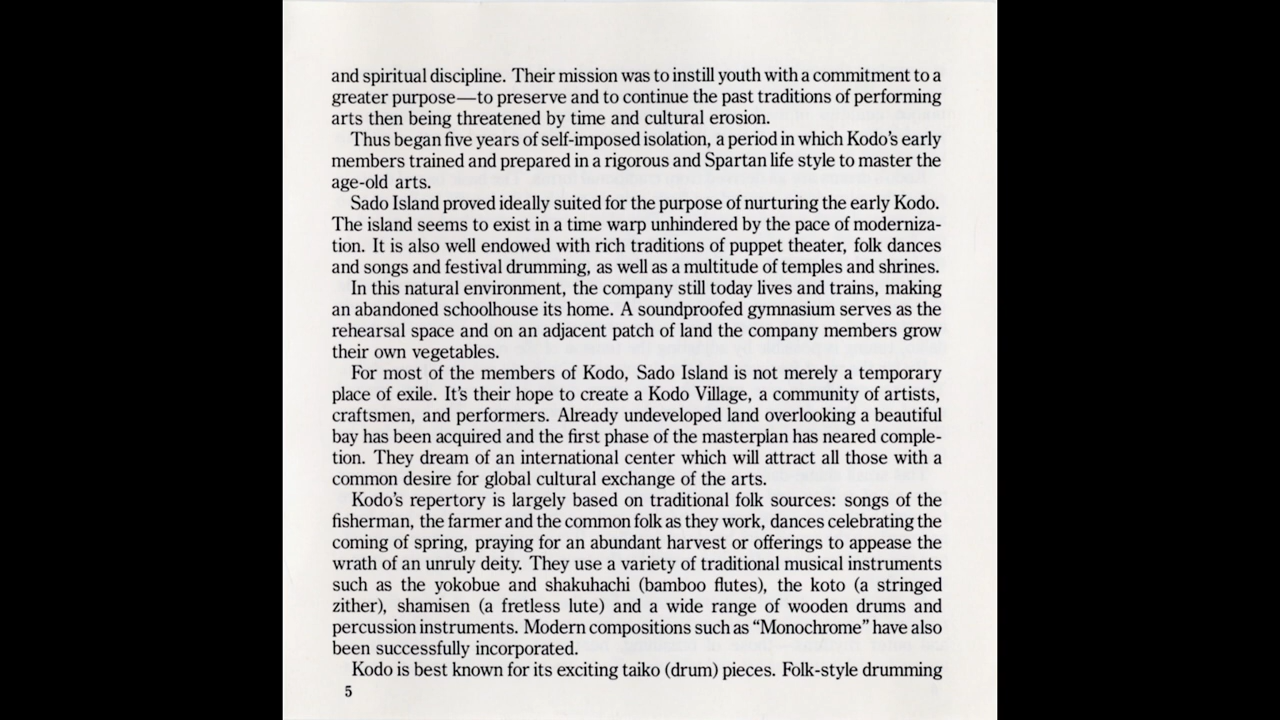 and spiritual discipline. Their mission was to instill youth with a commitment to a
greater purpose—to preserve and to continue the past traditions of performing
arts then being threatened by time and cultural erosion.
Thus began five years of self-imposed isolation, a period in which Kodo's early
members trained and prepared in a rigorous and Spartan life style to master the
age-old arts.
Sado Island proved ideally suited for the purpose of nurturing the early Kodo.
The island seems to exist in a time warp unhindered by the pace of moderniza-
tion. It is also well endowed with rich traditions of puppet theater, folk dances
and songs and festival drumming, as well as a multitude of temples and shrines.
In this natural environment, the company still today lives and trains, making
an abandoned schoolhouse its home. A soundproofed gymnasium serves as the
rehearsal space and on an adjacent patch of land the company members grow
their own vegetables.
For most of the members of Kodo, Sado Island is not merely a temporary
place of exile. It's their hope to create a Kodo Village, a community of artists,
craftsmen, and performers. Already undeveloped land overlooking a beautiful
bay has been acquired and the first phase of the masterplan has neared comple-
tion. They dream of an international center which will attract all those with a
common desire for global cultural exchange of the arts.
Kodo's repertory is largely based on traditional folk sources: songs of the
fisherman, the farmer and the common folk as they work, dances celebrating the
coming of spring, praying for an abundant harvest or offerings to appease the
wrath of an unruly deity. They use a variety of traditional musical instruments
such as the yokobue and shakuhachi (bamboo flutes), the koto (a stringed
zither), shamisen (a fretless lute) and a wide range of wooden drums and
percussion instruments. Modern compositions such as “Monochrome” have also
been successfully incorporated.
Kodo is best known for its exciting taiko (drum) pieces. Folk-style drumming
5